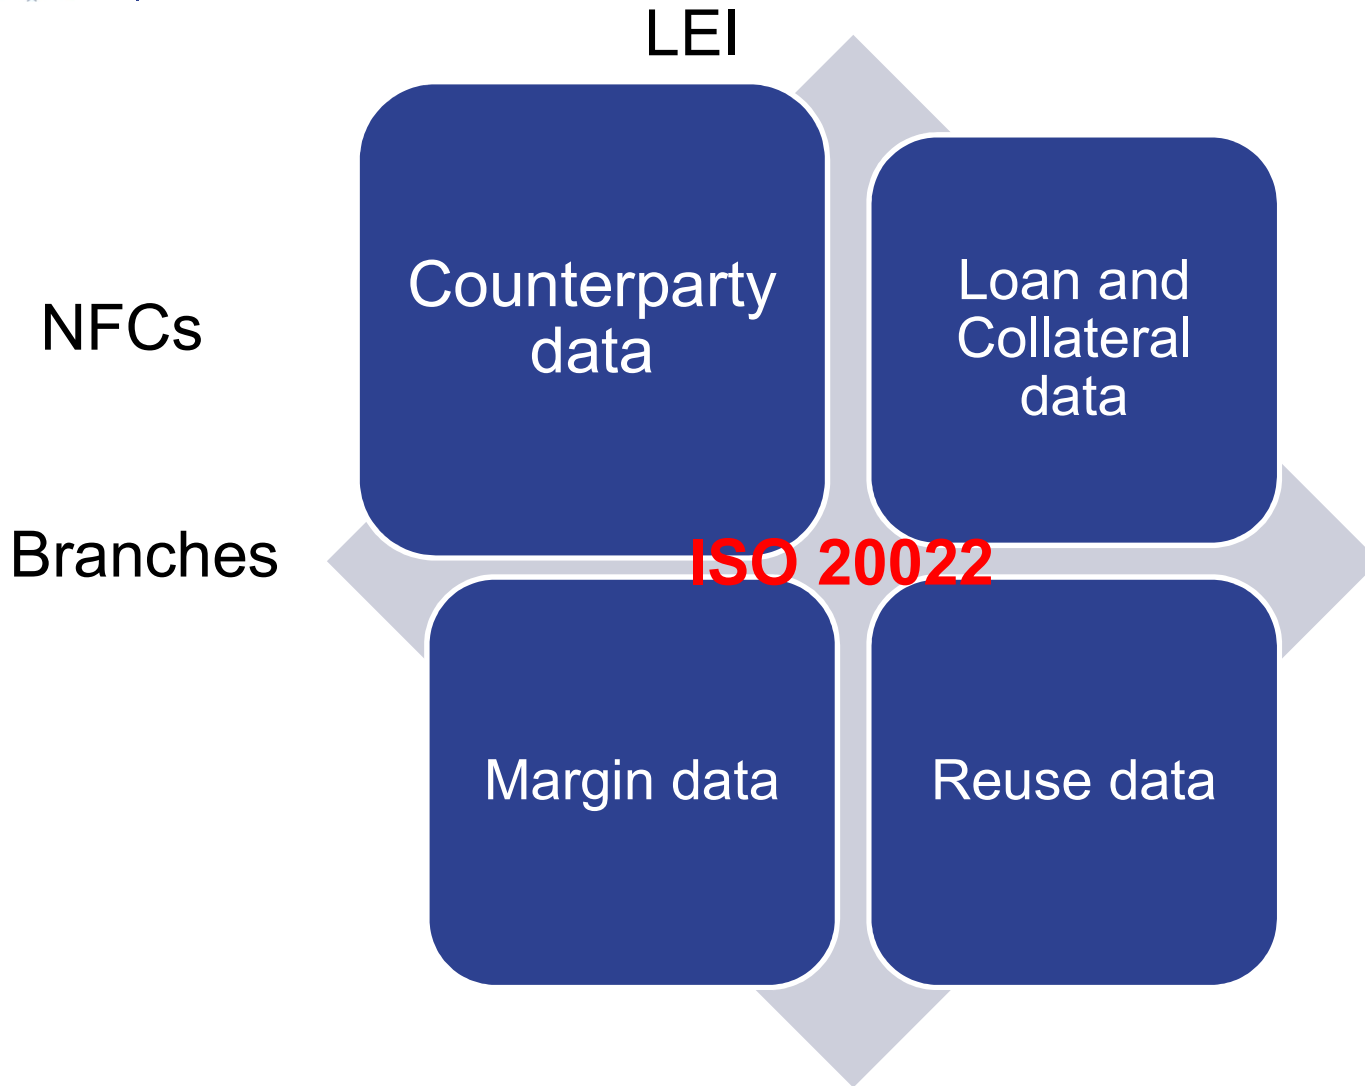 LEI
Counterparty
data
Loan and
Collateral
data
NFCs
Branches
ISO 20022
Margin data
Reuse data